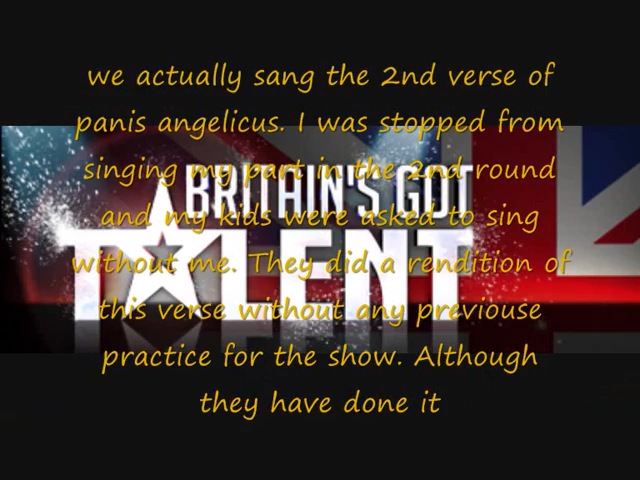 we actually sang the 2nd verse of
panis angelicus. I was stopped from
singing my part in the 2nd round
and my kids were asked to sing
without me. They did a rendition of
this verse without any previouse
practice for the show. Although
they have done it
BRITAIN'S GOT
TALENT